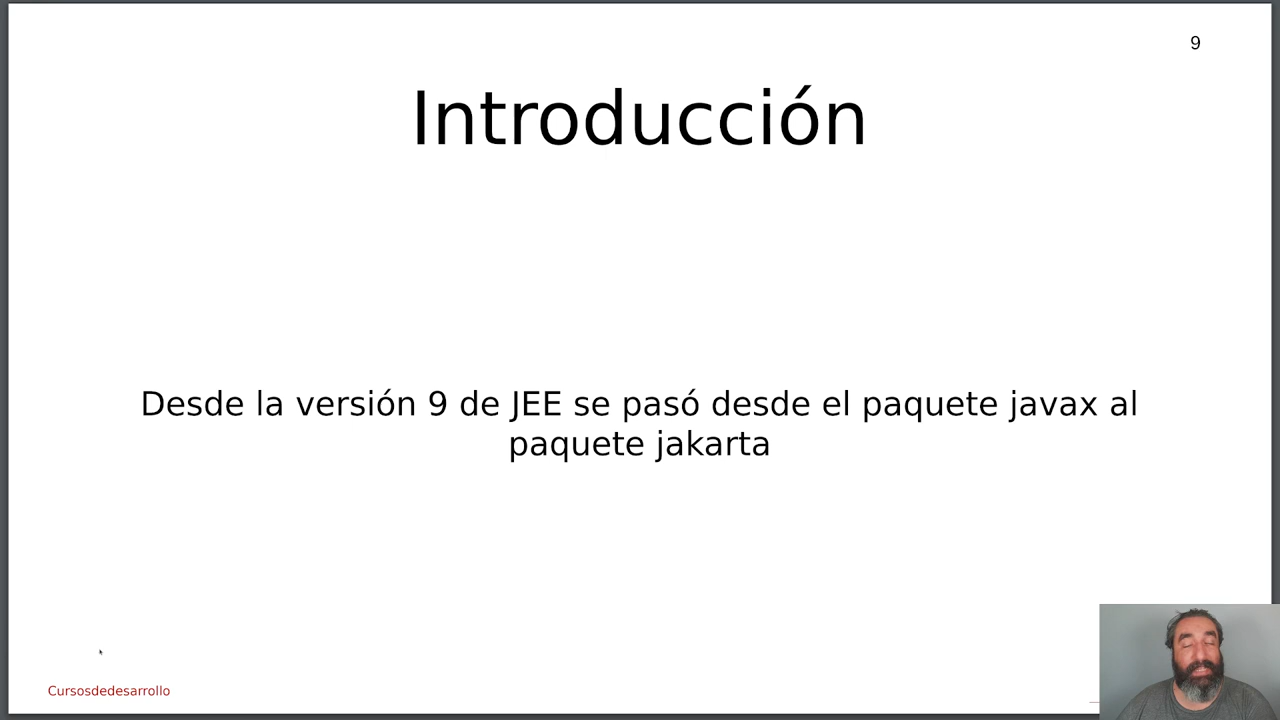 9
Introducción
Desde la versión 9 de JEE se pasó desde el paquete javax al
paquete jakarta
Cursosdedesarrollo